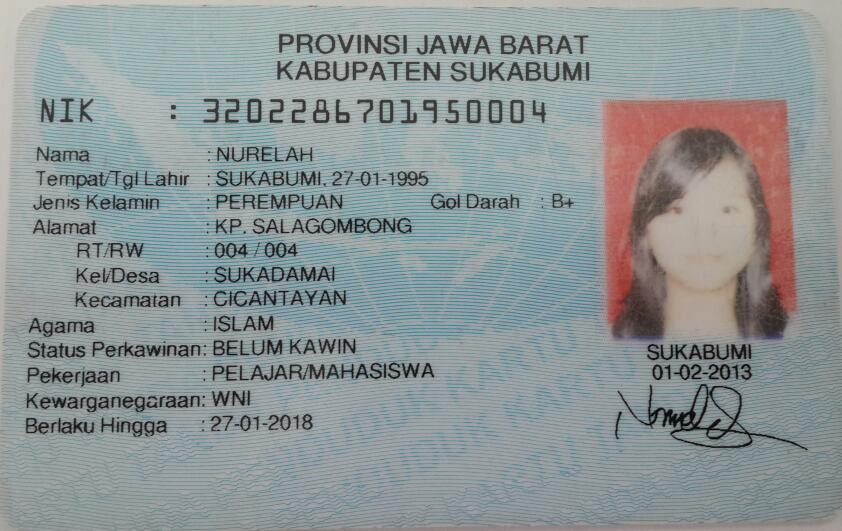 PROVINSI JAWA BARAT
KABUPATEN SUKABUMI
NIK : 3202286701950004
Nama : NURELAH
Tempat/Tgl Lahir : SUKABUMI, 27-01-1995
Jenis Kelamin : PEREMPUAN Gol Darah : B+
Alamat : KP. SALAGOMBONG
RT/RW : 004 / 004
Kel/Desa : SUKADAMAI
Kecamatan : CICANTAYAN
Agama : ISLAM
Status Perkawinan: BELUM KAWIN
Pekerjaan : PELAJAR/MAHASISWA
Kewarganegaraan: WNI
Berlaku Hingga : 27-01-2018
SUKABUMI
01-02-2013